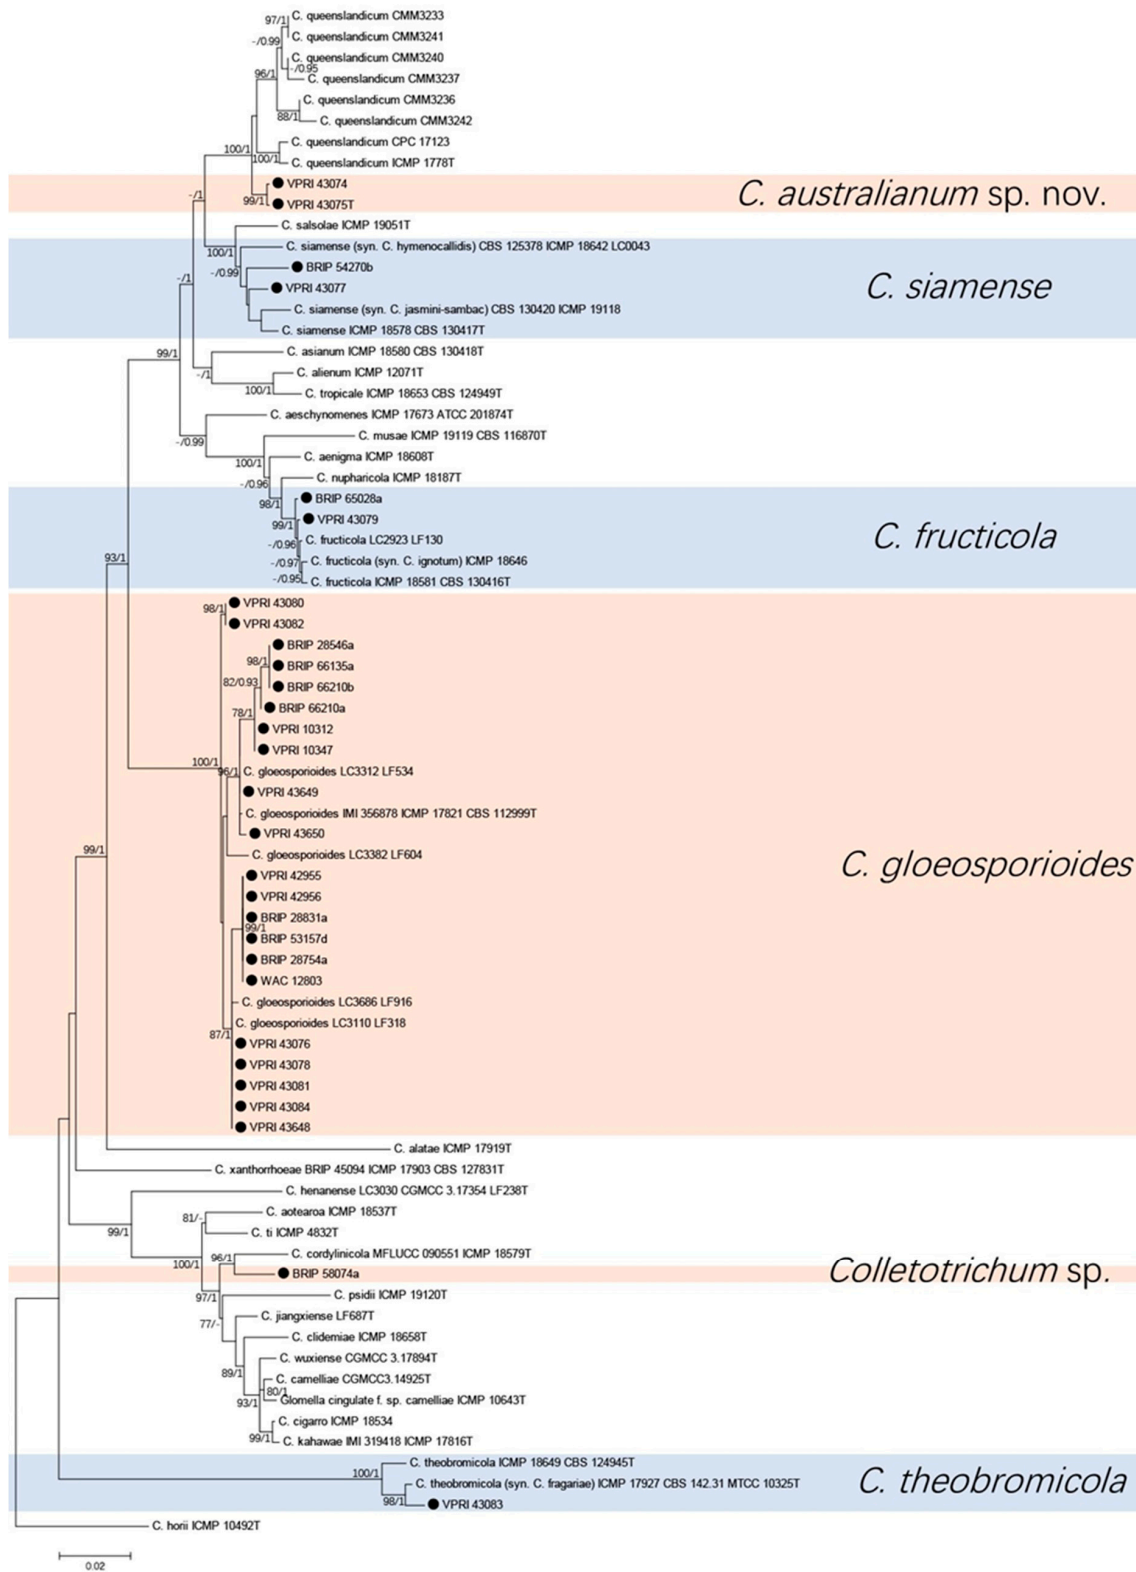 C. queenslandicum CMM3233
97/1
C. queenslandicum CMM3241
-/0.99
C. queenslandicum CMM3240
-/0.95
96/1
C. queenslandicum CMM3237
C. queenslandicum CMM3236
88/1
C. queenslandicum CMM3242
C. queenslandicum CPC 17123
100/1
100/1
C. queenslandicum ICMP 1778T
VPRI 43074
C. australianum sp. nov.
99/1
VPRI 43075T
-/1
C. salsolae ICMP 19051T
C. siamense (syn. C. hymenocallidis) CBS 125378 ICMP 18642 LC0043
100/1
BRIP 54270b
-/0.99
-/1
VPRI 43077
C. siamense
C. siamense (syn. C. jasmini-sambac) CBS 130420 ICMP 19118
C. siamense ICMP 18578 CBS 130417T
99/1
C. asianum ICMP 18580 CBS 130418T
-/1
C. alienum ICMP 12071T
100/1
C. tropicale ICMP 18653 CBS 124949T
C. aeschynomenes ICMP 17673 ATCC 201874T
-/0.99
C. musae ICMP 19119 CBS 116870T
100/1
C. aenigma ICMP 18608T
C. nupharicola ICMP 18187T
-/0.96
BRIP 65028a
98/1
VPRI 43079
99/1
C. fructicola LC2923 LF130
C. fructicola
-/0.96
C. fructicola (syn. C. ignotum) ICMP 18646
93/1
-/0.97
C. fructicola ICMP 18581 CBS 130416T
-/0.95
VPRI 43080
98/1
VPRI 43082
BRIP 28546a
98/1
BRIP 66135a
82/0.93
BRIP 66210b
BRIP 66210a
78/1
VPRI 10312
VPRI 10347
100/1
96/1
C. gloeosporioides LC3312 LF534
VPRI 43649
C. gloeosporioides IMI 356878 ICMP 17821 CBS 112999T
VPRI 43650
99/1
C. gloeosporioides LC3382 LF604
C. gloeosporioides
VPRI 42955
VPRI 42956
BRIP 28831a
99/1
BRIP 53157d
BRIP 28754a
WAC 12803
C. gloeosporioides LC3686 LF916
C. gloeosporioides LC3110 LF318
87/1
VPRI 43076
VPRI 43078
VPRI 43081
VPRI 43084
VPRI 43648
C. alatae ICMP 17919T
C. xanthorrhoeae BRIP 45094 ICMP 17903 CBS 127831T
C. henanense LC3030 CGMCC 3.17354 LF238T
C. aotearoa ICMP 18537T
81/-
99/1
C. ti ICMP 4832T
C. cordylinicola MFLUCC 090551 ICMP 18579T
96/1
100/1
BRIP 58074a
Colletotrichum sp.
C. psidii ICMP 19120T
97/1
C. jiangxiense LF687T
77/-
C. clidemiae ICMP 18658T
C. wuxiense CGMCC 3.17894T
89/1
C. camelliae CGMCC3.14925T
80/1
Glomella cingulate f. sp. camelliae ICMP 10643T
93/1
C. cigarro ICMP 18534
99/1
C. kahawae IMI 319418 ICMP 17816T
C. theobromicola ICMP 18649 CBS 124945T
100/1
C. theobromicola (syn. C. fragariae) ICMP 17927 CBS 142.31 MTCC 10325T
C. theobromicola
98/1
VPRI 43083
C. horii ICMP 10492T
0.02